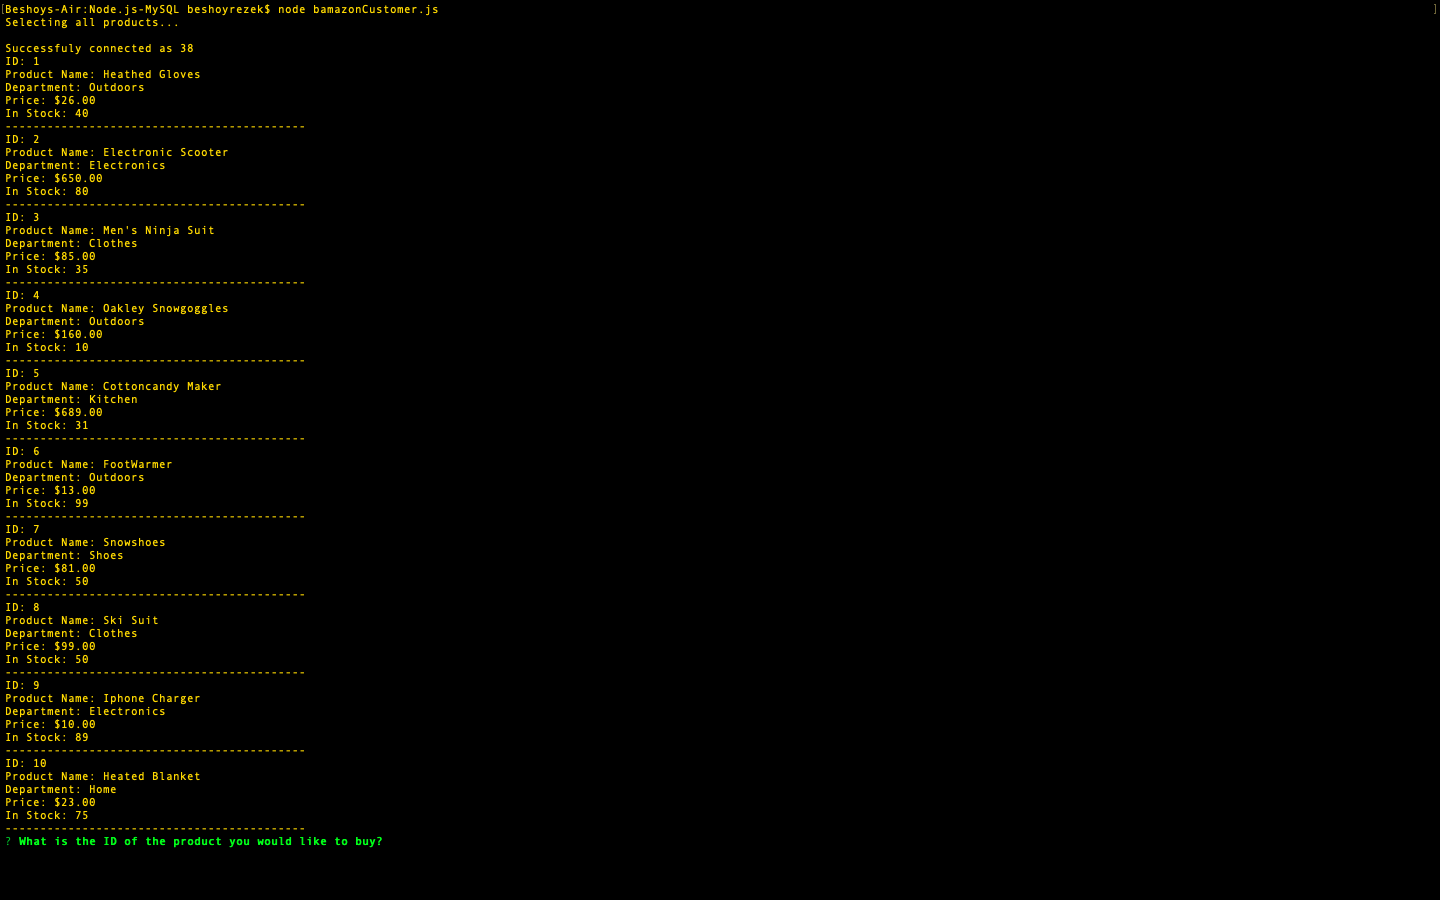 [Beshoys-Air:Node.js-MySQL beshoyrezek$ node bamazonCustomer.js ]
Selecting all products...
Successfuly connected as 38
ID: 1
Product Name: Heathed Gloves
Department: Outdoors
Price: $26.00
In Stock: 40
-------------------------------------------
ID: 2
Product Name: Electronic Scooter
Department: Electronics
Price: $650.00
In Stock: 80
-------------------------------------------
ID: 3
Product Name: Men's Ninja Suit
Department: Clothes
Price: $85.00
In Stock: 35
-------------------------------------------
ID: 4
Product Name: Oakley Snowgoggles
Department: Outdoors
Price: $160.00
In Stock: 10
-------------------------------------------
ID: 5
Product Name: Cottoncandy Maker
Department: Kitchen
Price: $689.00
In Stock: 31
-------------------------------------------
ID: 6
Product Name: FootWarmer
Department: Outdoors
Price: $13.00
In Stock: 99
-------------------------------------------
ID: 7
Product Name: Snowshoes
Department: Shoes
Price: $81.00
In Stock: 50
-------------------------------------------
ID: 8
Product Name: Ski Suit
Department: Clothes
Price: $99.00
In Stock: 50
-------------------------------------------
ID: 9
Product Name: Iphone Charger
Department: Electronics
Price: $10.00
In Stock: 89
-------------------------------------------
ID: 10
Product Name: Heated Blanket
Department: Home
Price: $23.00
In Stock: 75
-------------------------------------------
? What is the ID of the product you would like to buy?